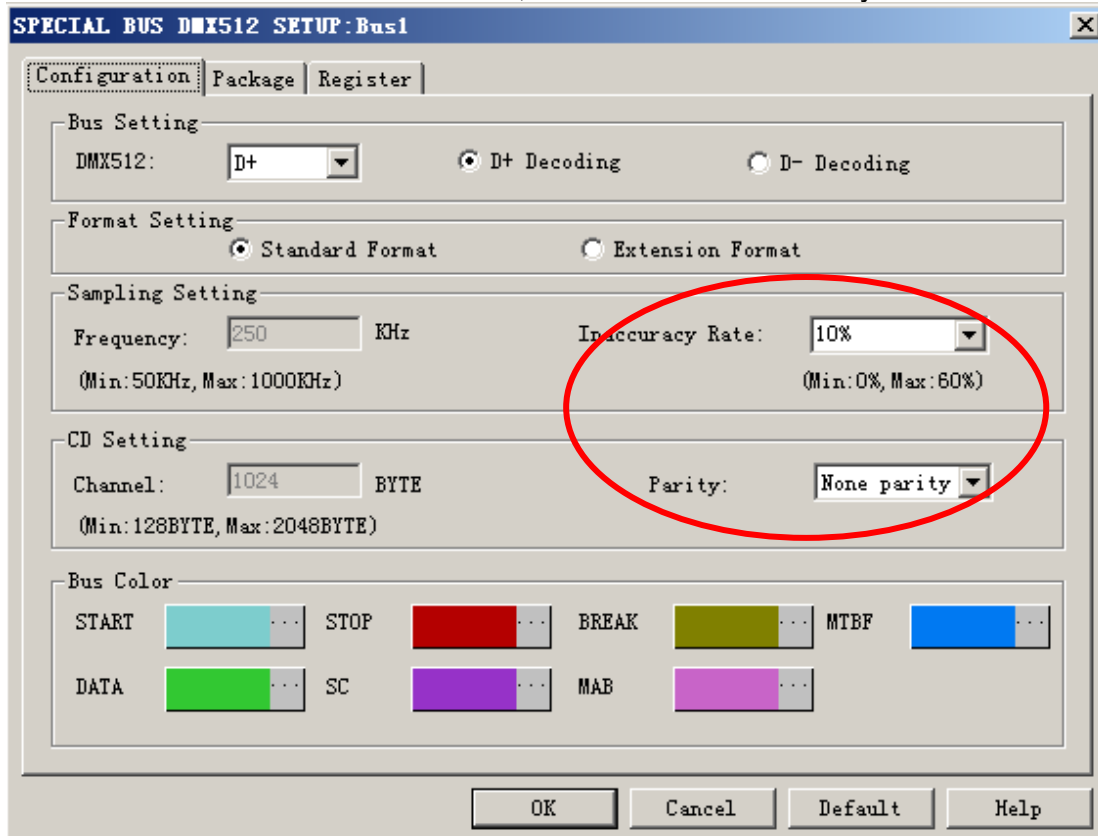 SPECIAL BUS DMX512 SETUP:Bus1
Configuration Package Register
Bus Setting
DMX512: D+ D+ Decoding D- Decoding
Format Setting
Standard Format Extension Format
Sampling Setting
Frequency: 250 KHz Inaccuracy Rate: 10%
(Min:50KHz,Max:1000KHz) (Min:0%,Max:60%)
CD Setting
Channel: 1024 BYTE Parity: None parity
(Min:128BYTE,Max:2048BYTE)
Bus Color
START ... STOP ... BREAK ... MTBF ...
DATA ... SC ... MAB ...
OK Cancel Default Help